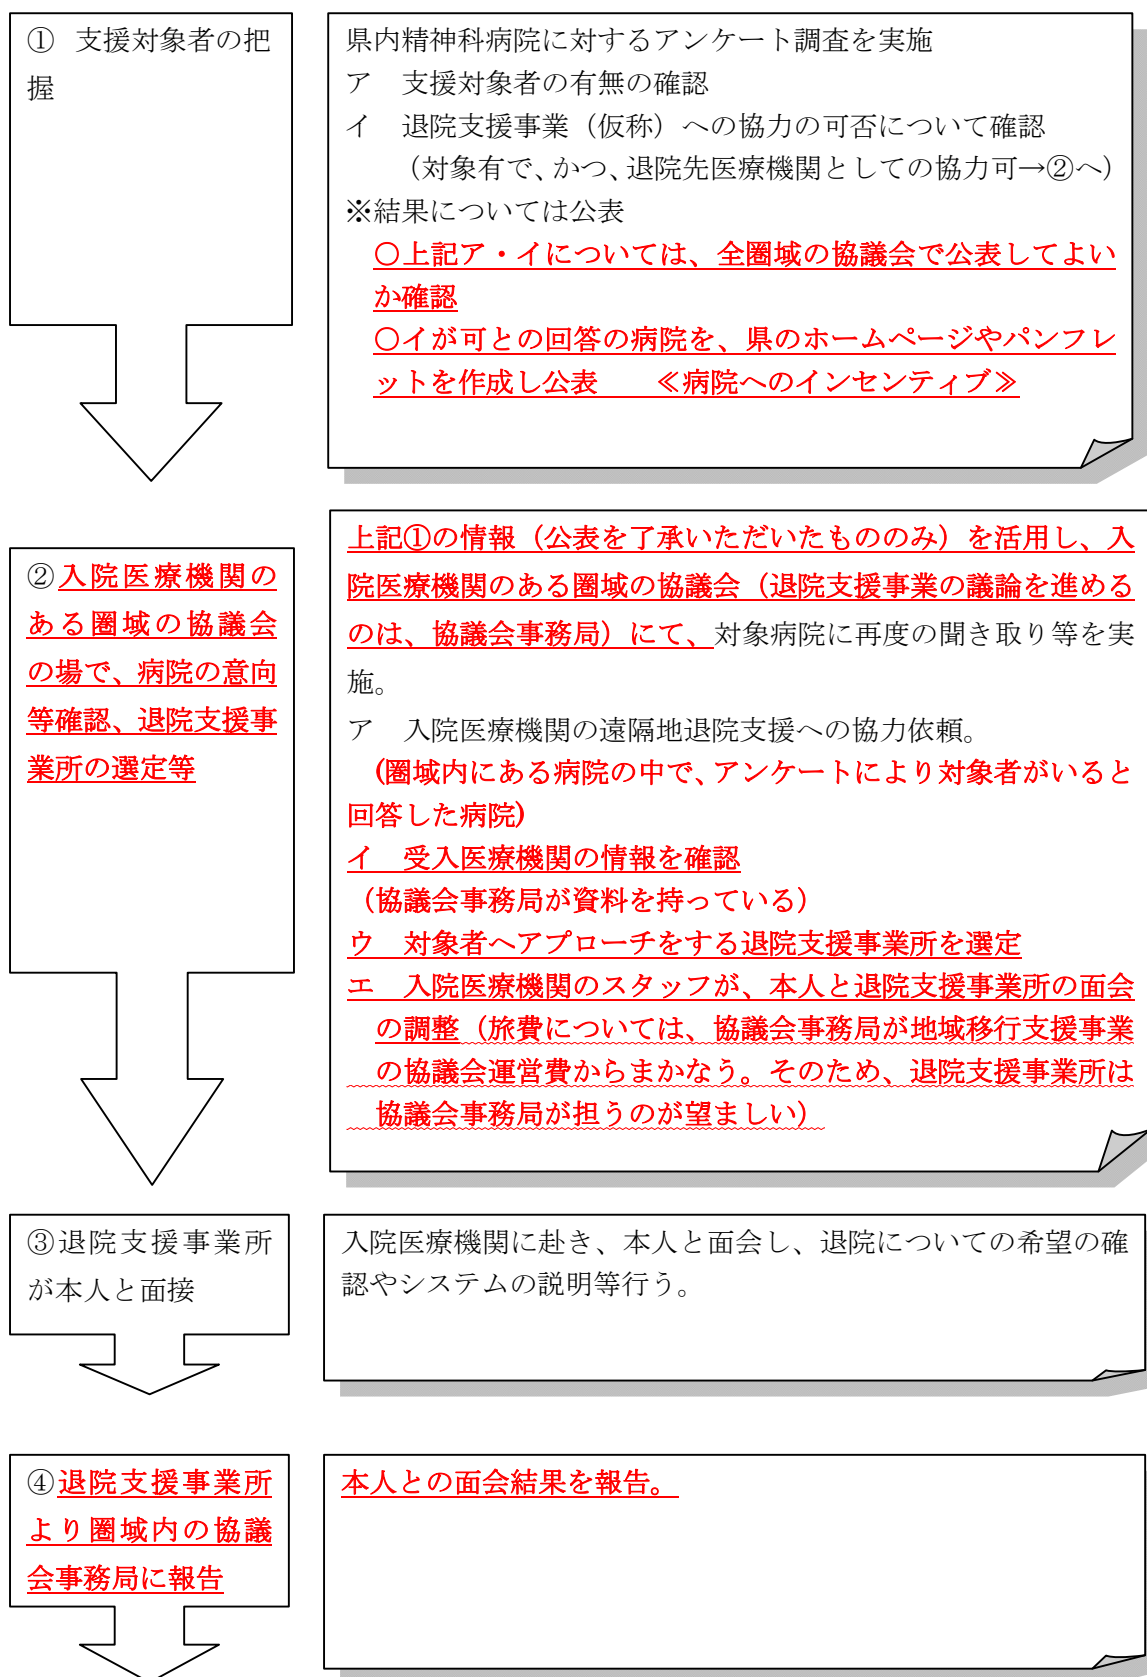 ① 支援対象者の把
握
県内精神科病院に対するアンケート調査を実施
ア 支援対象者の有無の確認
イ 退院支援事業（仮称）への協力の可否について確認
（対象有で、かつ、退院先医療機関としての協力可→②へ）
※結果については公表
○上記ア・イについては、全圏域の協議会で公表してよい
か確認
○イが可との回答の病院を、県のホームページやパンフレ
ットを作成し公表 ≪病院へのインセンティブ≫
②入院医療機関の
ある圏域の協議会
の場で、病院の意向
等確認、退院支援事
業所の選定等
上記①の情報（公表を了承いただいたもののみ）を活用し、入
院医療機関のある圏域の協議会（退院支援事業の議論を進める
のは、協議会事務局）にて、対象病院に再度の聞き取り等を実
施。
ア 入院医療機関の遠隔地退院支援への協力依頼。
(圏域内にある病院の中で、アンケートにより対象者がいると
回答した病院)
イ 受入医療機関の情報を確認
（協議会事務局が資料を持っている）
ウ 対象者へアプローチをする退院支援事業所を選定
エ 入院医療機関のスタッフが、本人と退院支援事業所の面会
の調整（旅費については、協議会事務局が地域移行支援事業
の協議会運営費からまかなう。そのため、退院支援事業所は
協議会事務局が担うのが望ましい）
③退院支援事業所
が本人と面接
入院医療機関に赴き、本人と面会し、退院についての希望の確
認やシステムの説明等行う。
④退院支援事業所
より圏域内の協議
会事務局に報告
本人との面会結果を報告。